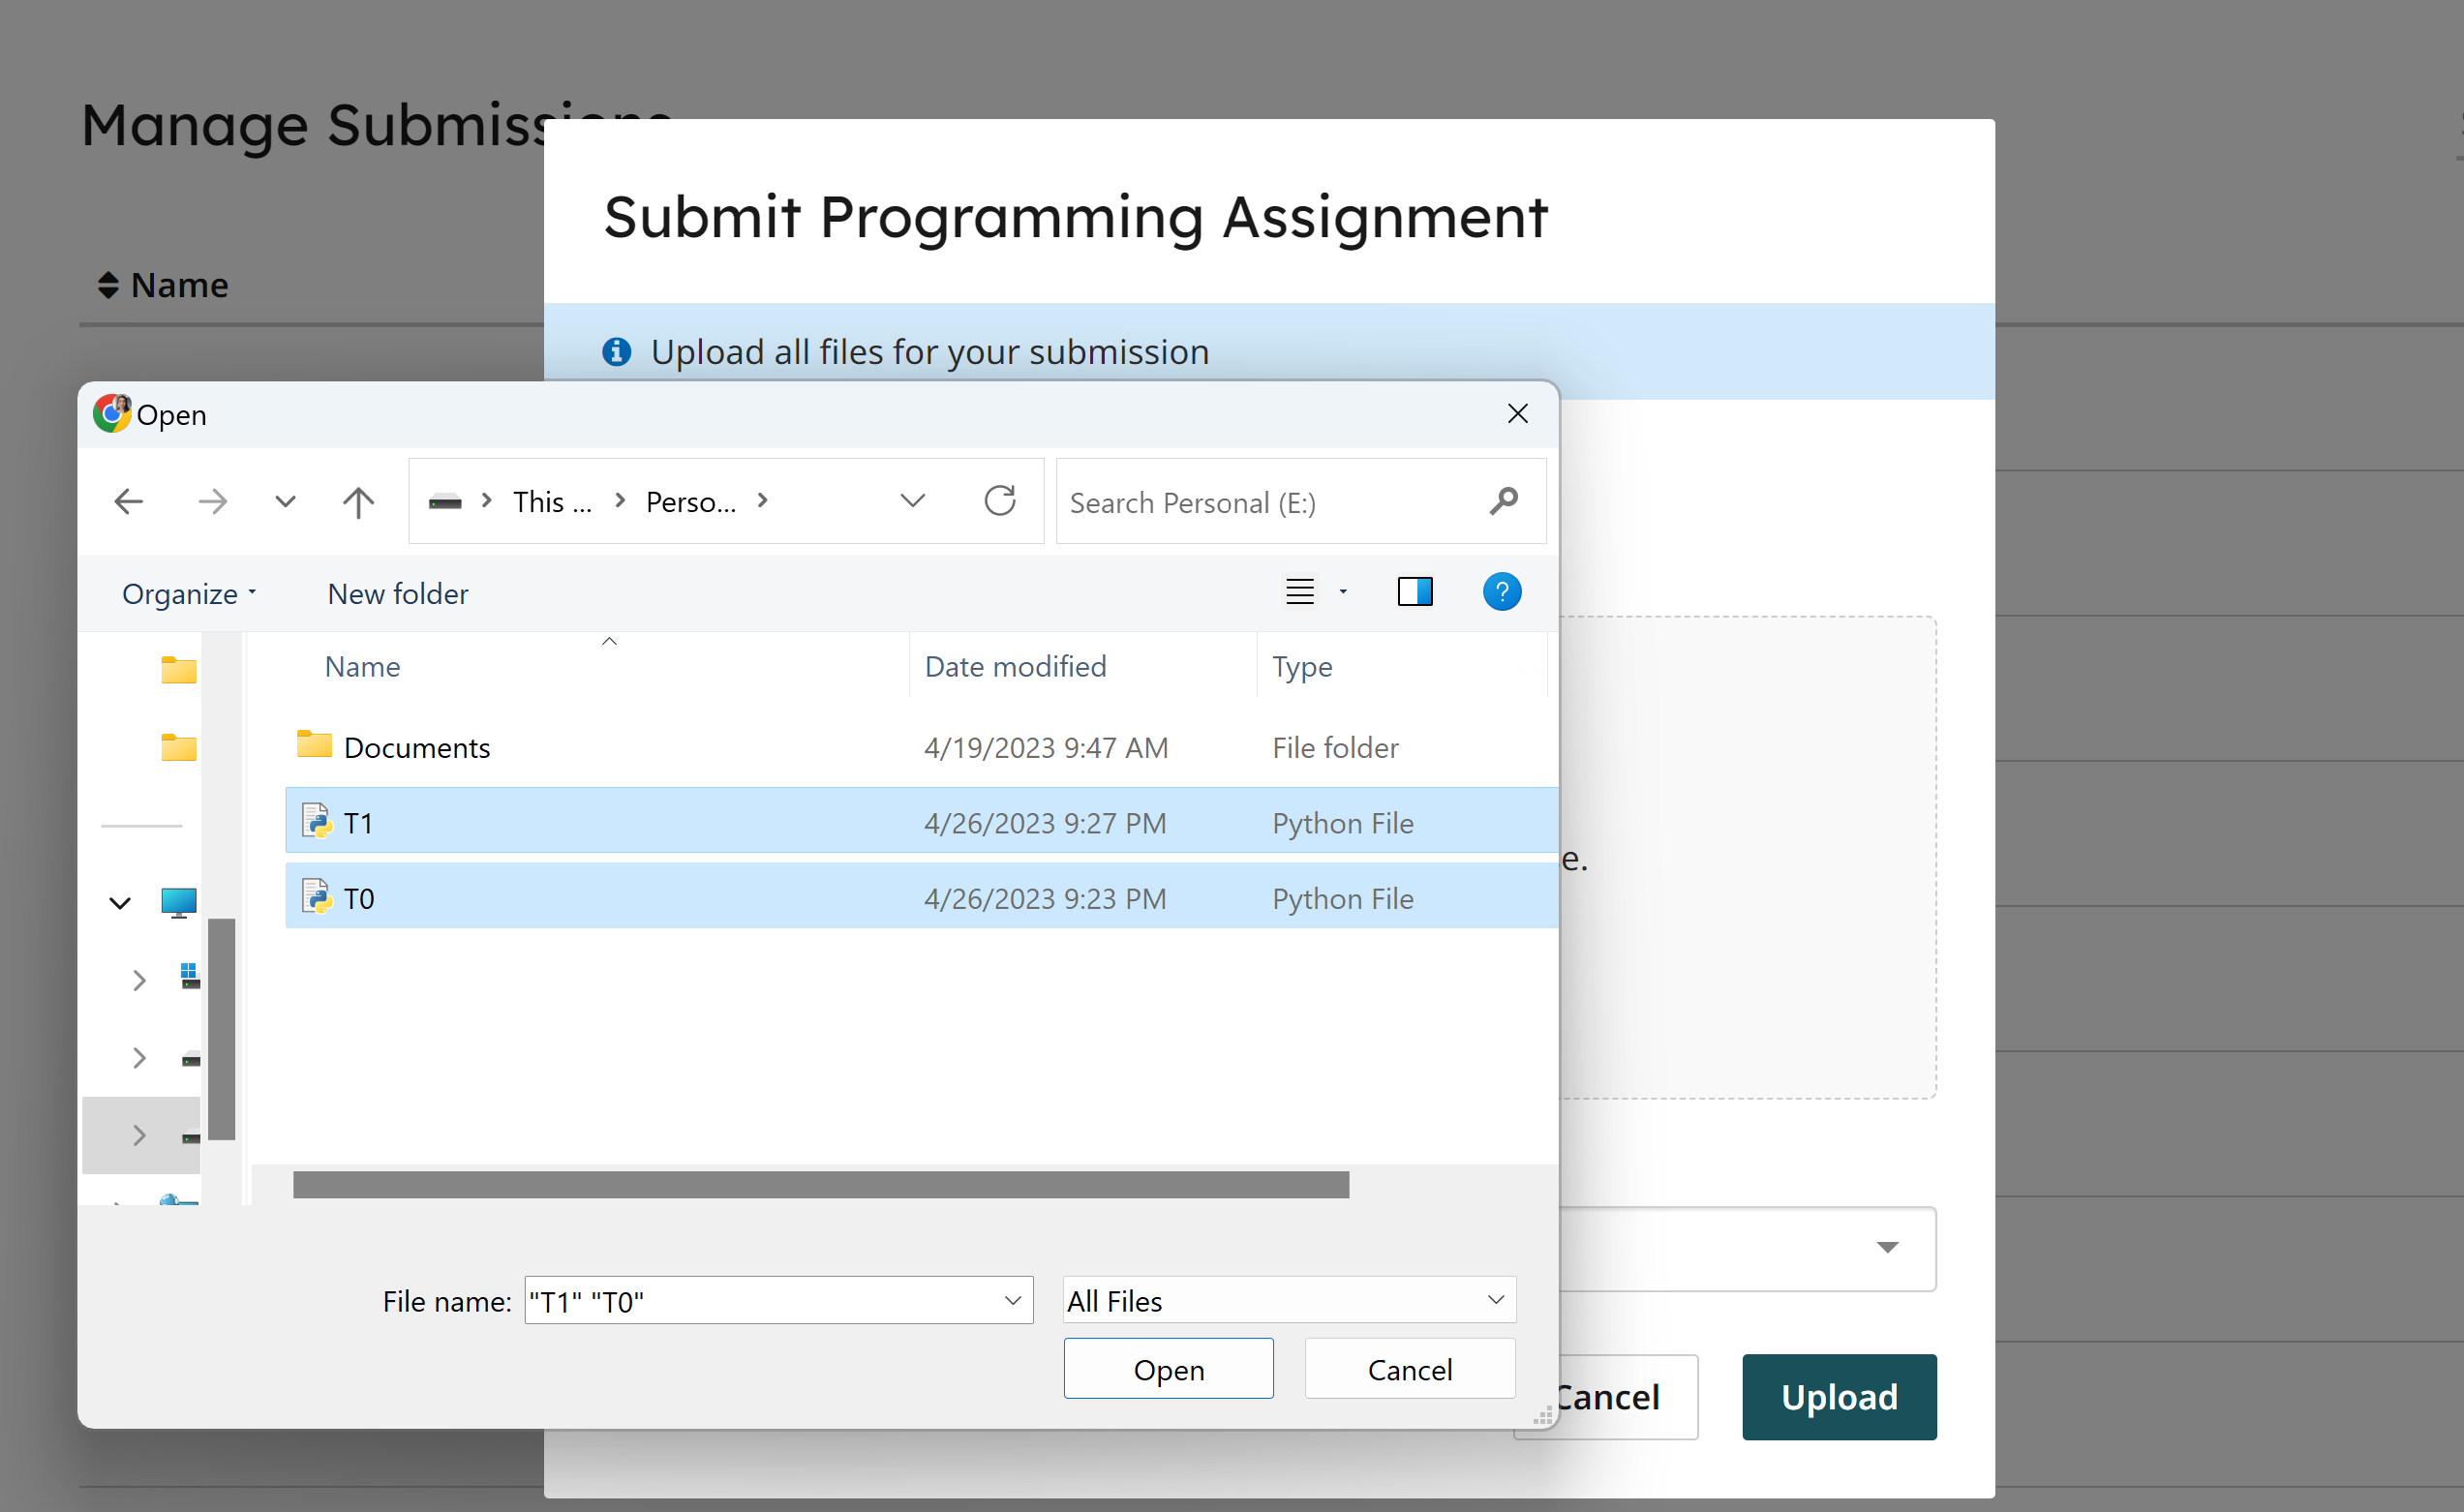 Manage Submissions
Submit Programming Assignment
Name
Upload all files for your submission
Open
This ...
Perso...
Search Personal (E:)
Organize
New folder
Name
Date modified
Type
Documents
4/19/2023 9:47 AM
File folder
T1
4/26/2023 9:27 PM
Python File
T0
4/26/2023 9:23 PM
Python File
e.
File name:
"T1" "T0"
All Files
Open
Cancel
Cancel
Upload